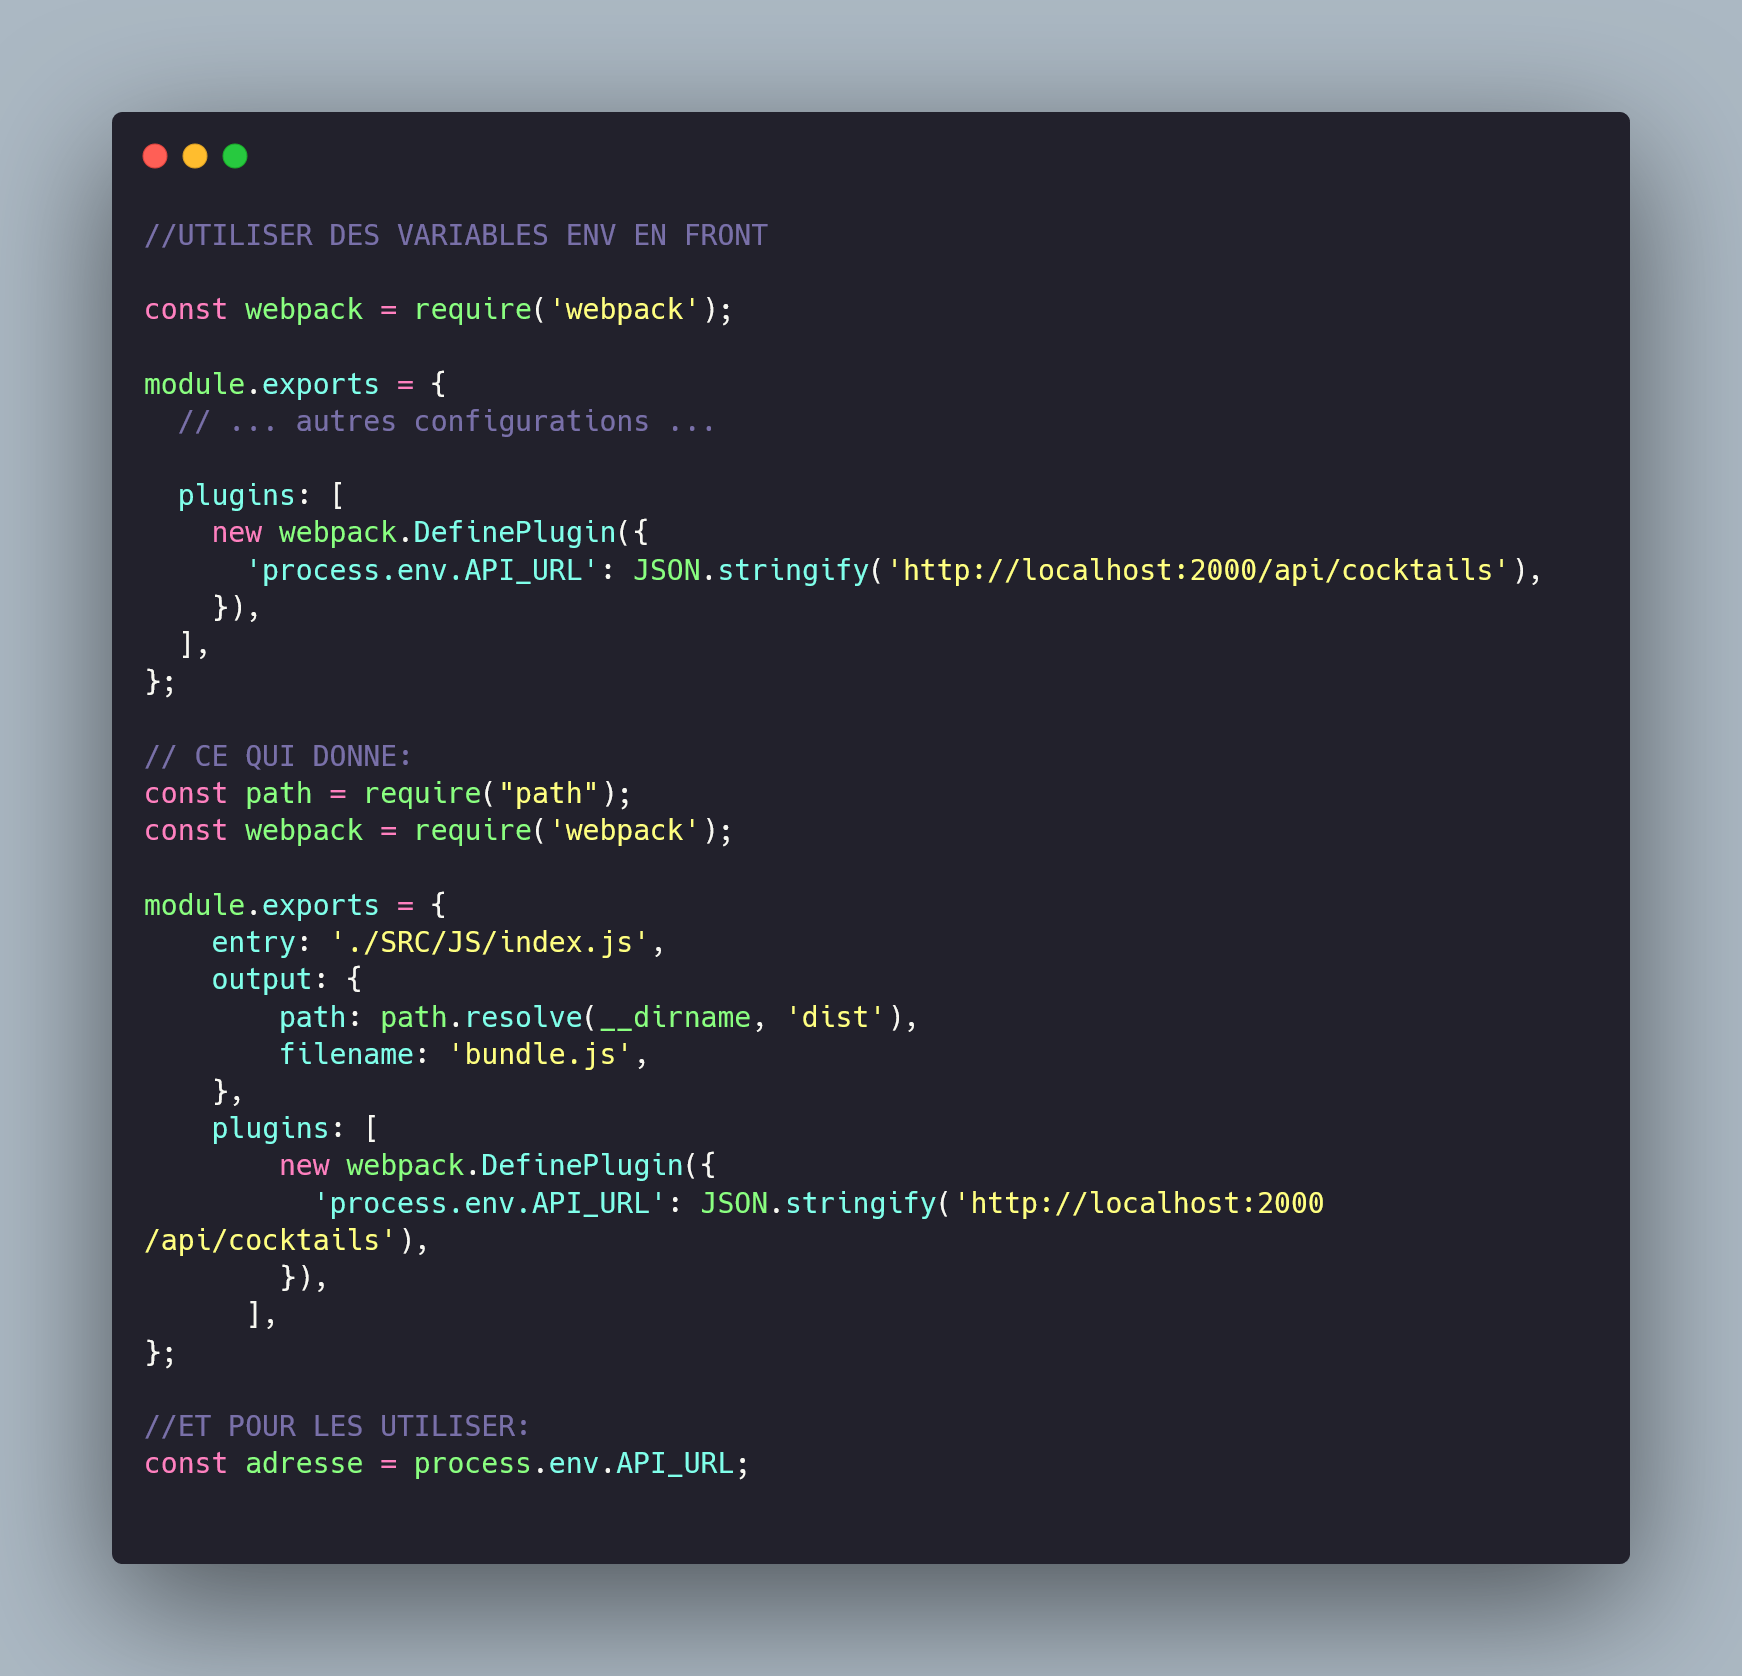 //UTILISER DES VARIABLES ENV EN FRONT

const webpack = require('webpack');

module.exports = {
  // ... autres configurations ...

  plugins: [
    new webpack.DefinePlugin({
      'process.env.API_URL': JSON.stringify('http://localhost:2000/api/cocktails'),
    }),
  ],
};

// CE QUI DONNE:
const path = require("path");
const webpack = require('webpack');

module.exports = {
    entry: './SRC/JS/index.js',
    output: {
        path: path.resolve(__dirname, 'dist'),
        filename: 'bundle.js',
    },
    plugins: [
        new webpack.DefinePlugin({
          'process.env.API_URL': JSON.stringify('http://localhost:2000
/api/cocktails'),
        }),
      ],
};

//ET POUR LES UTILISER:
const adresse = process.env.API_URL;